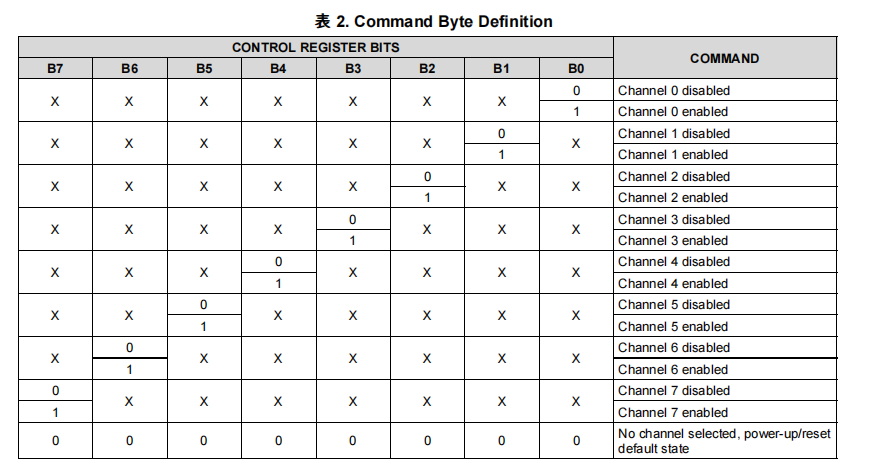 表 2. Command Byte Definition
CONTROL REGISTER BITS COMMAND
B7 B6 B5 B4 B3 B2 B1 B0
X X X X X X X 0 Channel 0 disabled
1 Channel 0 enabled
X X X X X X 0 X Channel 1 disabled
1 Channel 1 enabled
X X X X X 0 X X Channel 2 disabled
1 Channel 2 enabled
X X X X 0 X X X Channel 3 disabled
1 Channel 3 enabled
X X X 0 X X X X Channel 4 disabled
1 Channel 4 enabled
X X 0 X X X X X Channel 5 disabled
1 Channel 5 enabled
X 0 X X X X X X Channel 6 disabled
1 Channel 6 enabled
0 X X X X X X X Channel 7 disabled
1 Channel 7 enabled
0 0 0 0 0 0 0 0 No channel selected, power-up/reset
default state